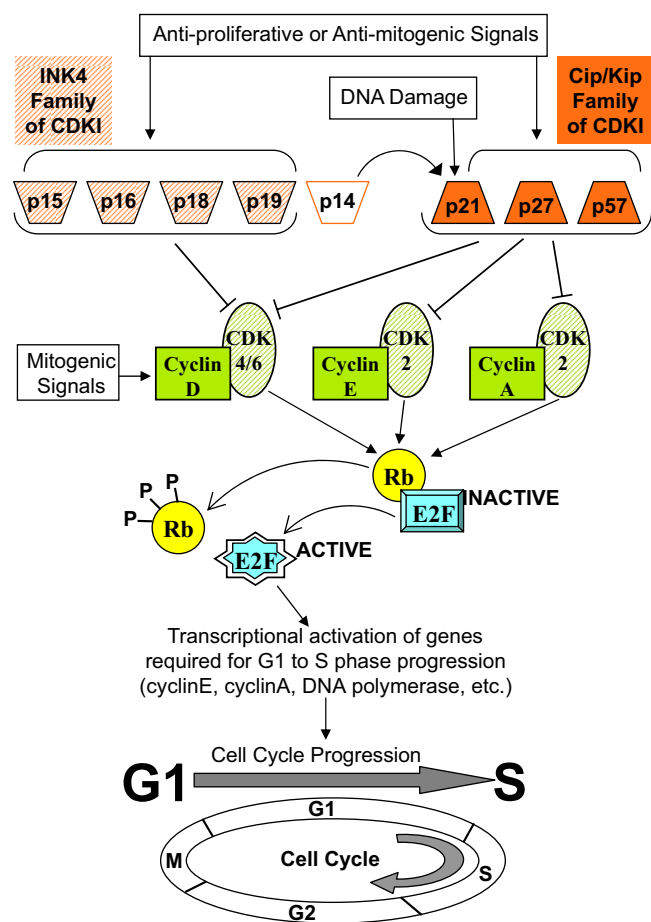 Anti-proliferative or Anti-mitogenic Signals
INK4
Family
of CDKI
DNA Damage
Cip/Kip
Family
of CDKI
p15
p16
p18
p19
p14
p21
p27
p57
Mitogenic
Signals
Cyclin
D
CDK
4/6
Cyclin
E
CDK
2
Cyclin
A
CDK
2
Rb
E2F
INACTIVE
P
P
P
Rb
E2F
ACTIVE
Transcriptional activation of genes
required for G1 to S phase progression
(cyclinE, cyclinA, DNA polymerase, etc.)
Cell Cycle Progression
G1
S
G1
M
Cell Cycle
S
G2